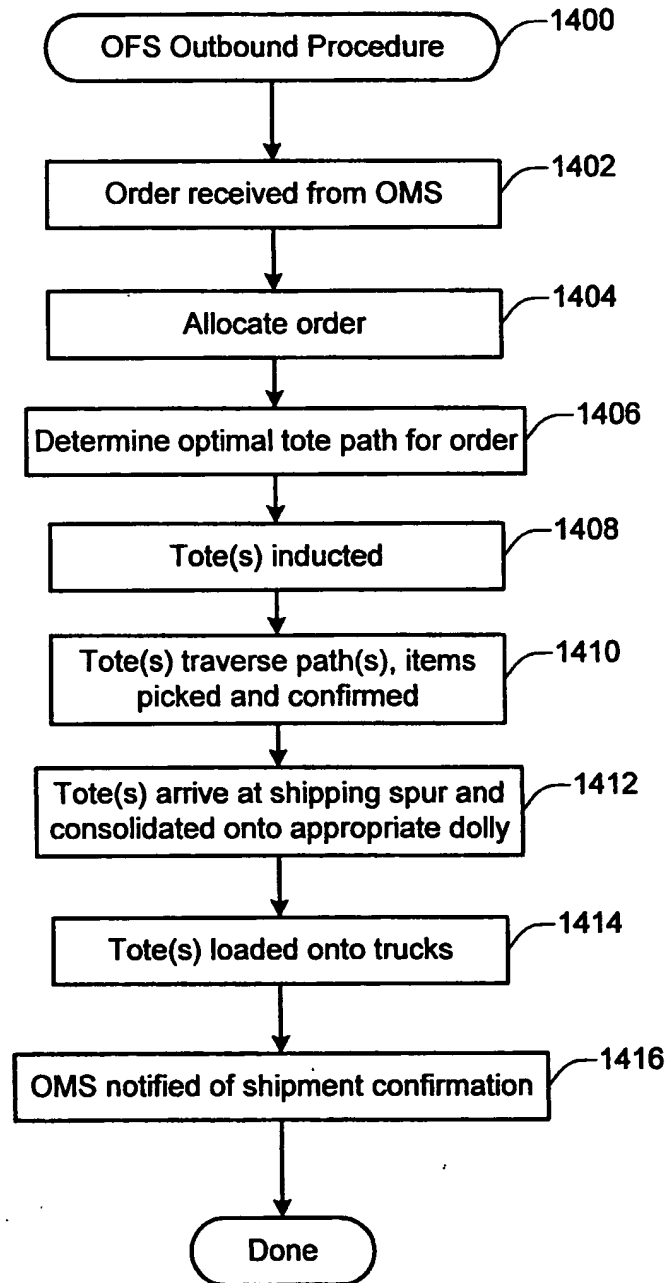 OFS Outbound Procedure
1400
Order received from OMS
1402
Allocate order
1404
Determine optimal tote path for order
1406
Tote(s) inducted
1408
Tote(s) traverse path(s), items
picked and confirmed
1410
Tote(s) arrive at shipping spur and
consolidated onto appropriate dolly
1412
Tote(s) loaded onto trucks
1414
OMS notified of shipment confirmation
1416
Done